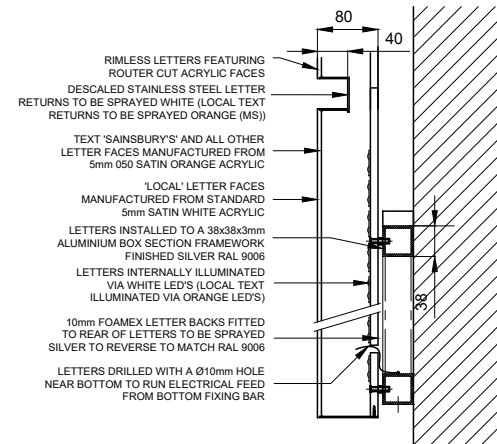 80
40
RIMLESS LETTERS FEATURING
ROUTER CUT ACRYLIC FACES
DESCALED STAINLESS STEEL LETTER
RETURNS TO BE SPRAYED WHITE (LOCAL TEXT
RETURNS TO BE SPRAYED ORANGE (MS))
TEXT 'SAINSBURY'S' AND ALL OTHER
LETTER FACES MANUFACTURED FROM
5mm 050 SATIN ORANGE ACRYLIC
'LOCAL' LETTER FACES
MANUFACTURED FROM STANDARD
5mm SATIN WHITE ACRYLIC
LETTERS INSTALLED TO A 38x38x3mm
ALUMINIUM BOX SECTION FRAMEWORK
FINISHED SILVER RAL 9006
LETTERS INTERNALLY ILLUMINATED
VIA WHITE LED'S (LOCAL TEXT
ILLUMINATED VIA ORANGE LED'S)
38
10mm FOAMEX LETTER BACKS FITTED
TO REAR OF LETTERS TO BE SPRAYED
SILVER TO REVERSE TO MATCH RAL 9006
LETTERS DRILLED WITH A Ø10mm HOLE
NEAR BOTTOM TO RUN ELECTRICAL FEED
FROM BOTTOM FIXING BAR